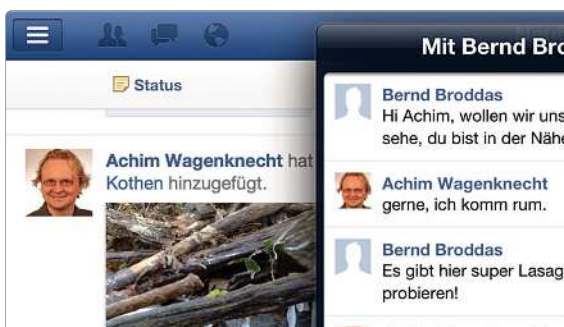 Mit Bernd Bro
Status
Achim Wagenknecht hat
Kothen hinzugefügt.
Bernd Broddas
Hi Achim, wollen wir uns
sehe, du bist in der Nähe
Achim Wagenknecht
gerne, ich komm rum.
Bernd Broddas
Es gibt hier super Lasag
probieren!